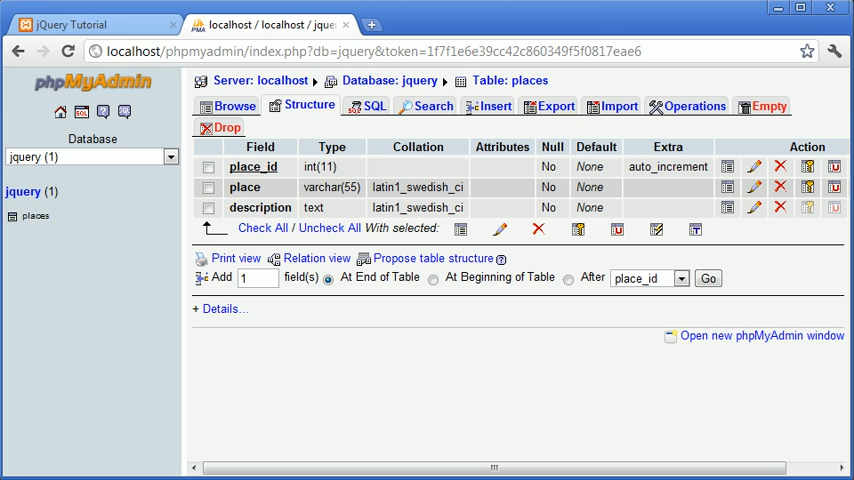 jQuery Tutorial
localhost / localhost / jque
localhost/phpmyadmin/index.php?db=jquery&token=1f7f1e6e39cc42c860349f5f0817eae6
phpMyAdmin
Database
jquery (1)
jquery (1)
places
Server: localhost Database: jquery Table: places
Browse Structure SQL Search Insert Export Import Operations Empty
Drop
Field Type Collation Attributes Null Default Extra Action
place_id int(11) No None auto_increment
place varchar(55) latin1_swedish_ci No None
description text latin1_swedish_ci No None
Check All / Uncheck All With selected:
Print view Relation view Propose table structure
Add 1 field(s) At End of Table At Beginning of Table After place_id Go
+ Details...
Open new phpMyAdmin window